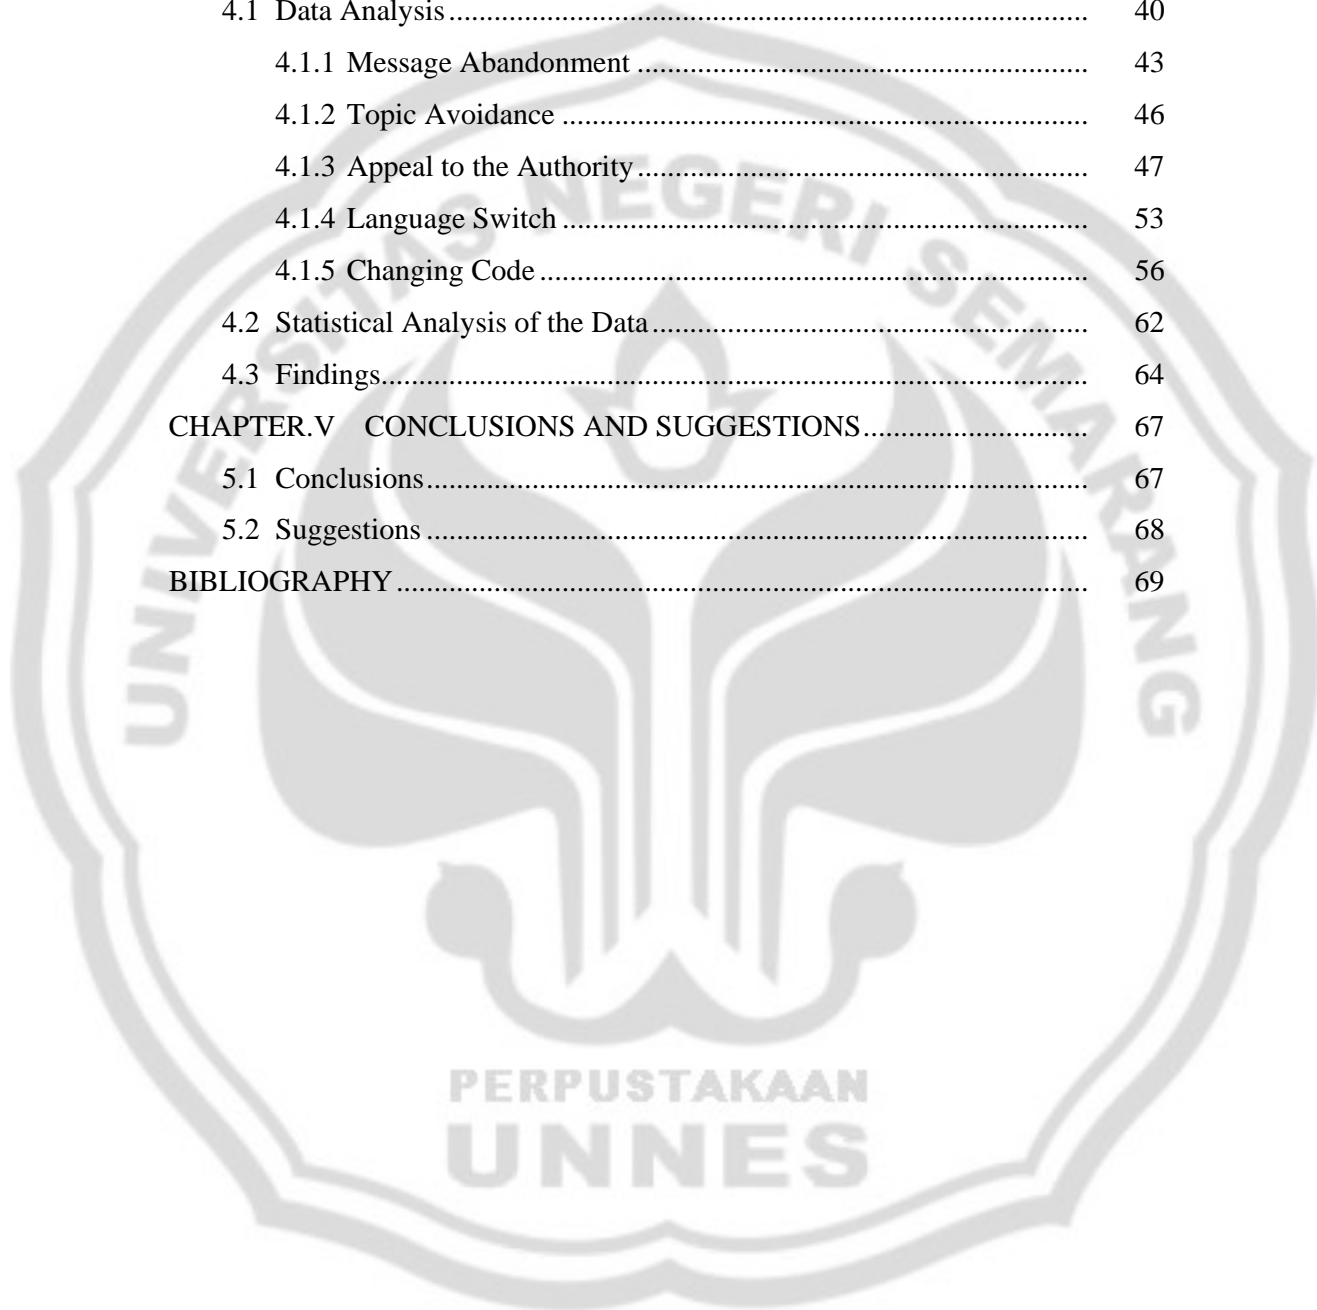 4.1 Data Analysis ................................................................................ 40
4.1.1 Message Abandonment ......................................................... 43
4.1.2 Topic Avoidance ................................................................... 46
4.1.3 Appeal to the Authority ......................................................... 47
4.1.4 Language Switch ................................................................... 53
4.1.5 Changing Code ...................................................................... 56
4.2 Statistical Analysis of the Data ....................................................... 62
4.3 Findings.......................................................................................... 64
CHAPTER.V CONCLUSIONS AND SUGGESTIONS ............................. 67
5.1 Conclusions .................................................................................... 67
5.2 Suggestions .................................................................................... 68
BIBLIOGRAPHY ........................................................................................ 69
UNIVERSITAS NEGERI SEMARANG
PERPUSTAKAAN
UNNES